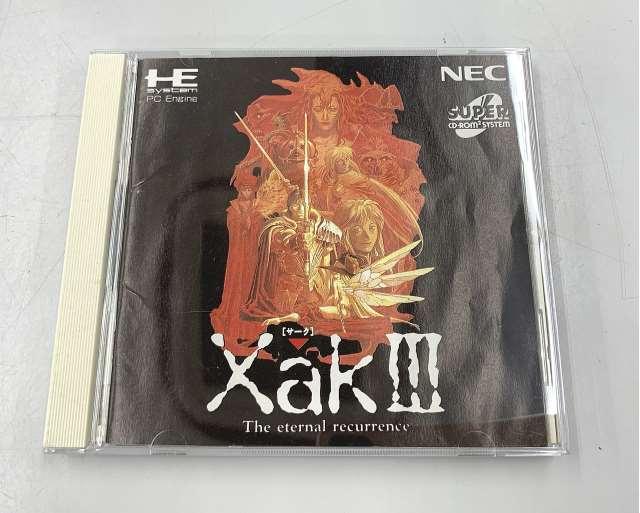 HE
system
PC Engine
NEC
SUPER
CD-ROM² SYSTEM
[サーク]
Xak III
The eternal recurrence